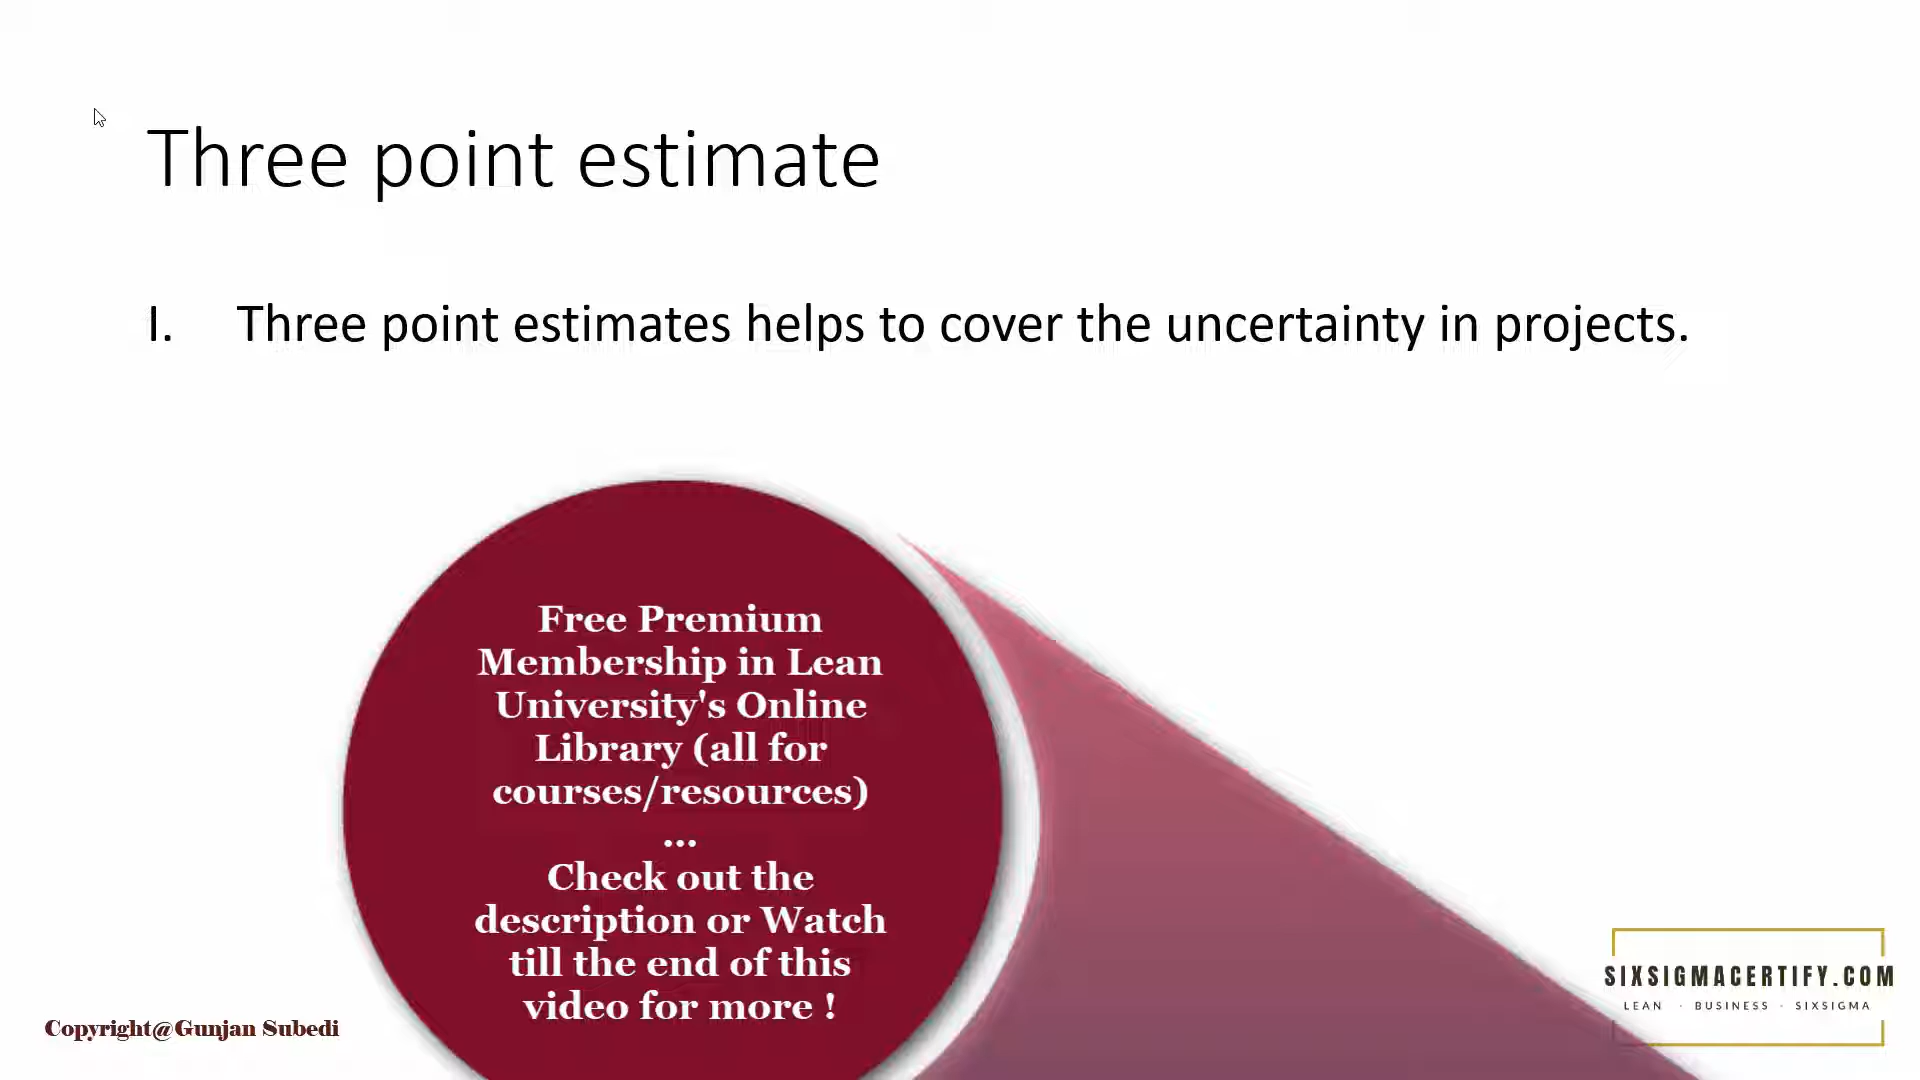 Three point estimate
I. Three point estimates helps to cover the uncertainty in projects.
Free Premium
Membership in Lean
University's Online
Library (all for
courses/resources)
...
Check out the
description or Watch
till the end of this
video for more !
SIXSIGMACERTIFY.COM
LEAN · BUSINESS · SIXSIGMA
Copyright@Gunjan Subedi